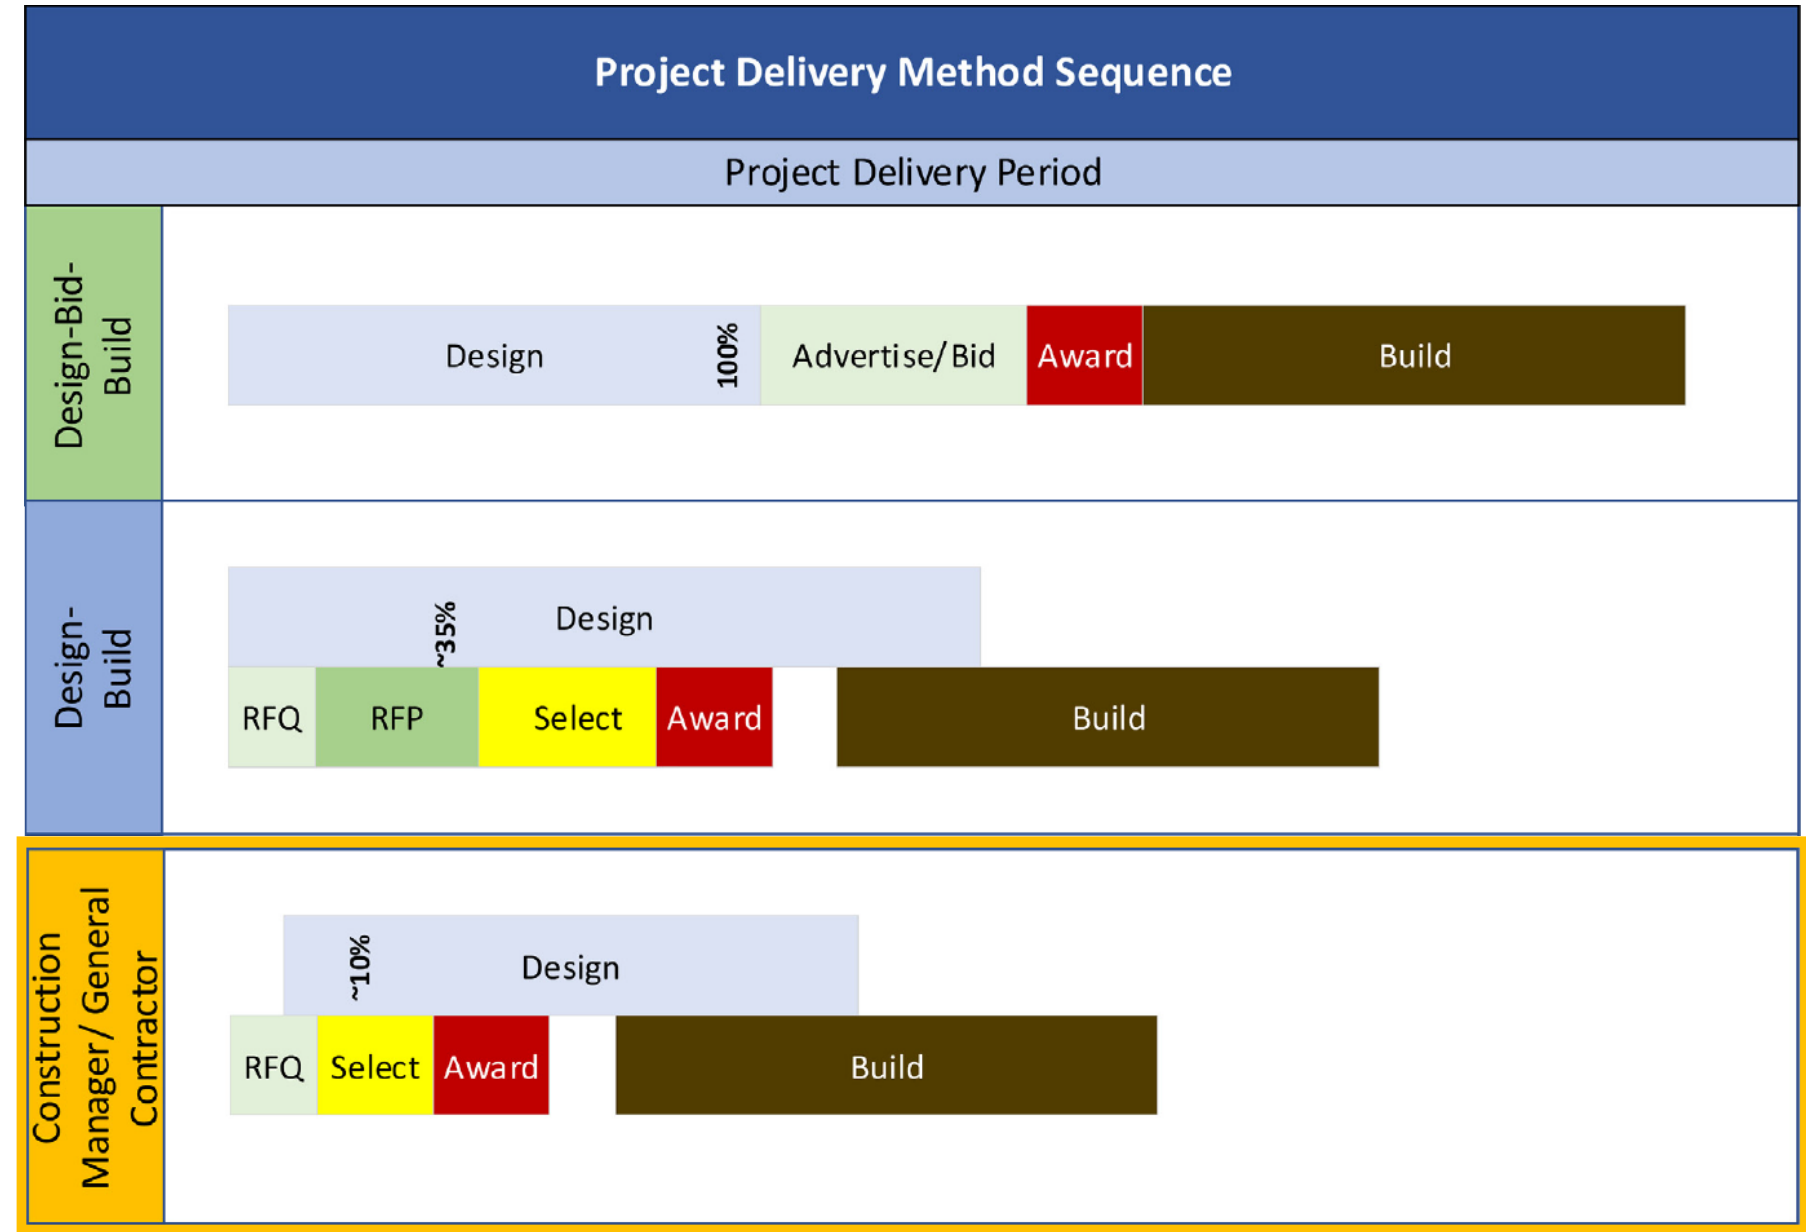 Project Delivery Method Sequence
Project Delivery Period
Design-Bid-
Build
Design
100%
Advertise/Bid
Award
Build
Design-
Build
Design
~35%
RFQ
RFP
Select
Award
Build
Construction
Manager/ General
Contractor
~10%
Design
RFQ
Select
Award
Build